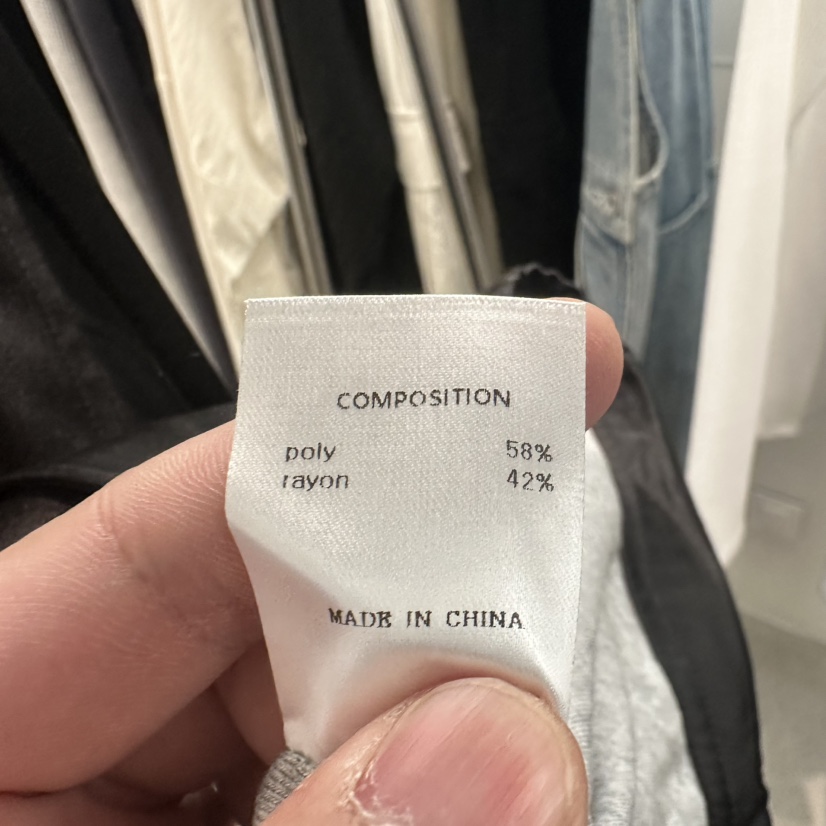 COMPOSITION
poly 58%
rayon 42%
MADE IN CHINA